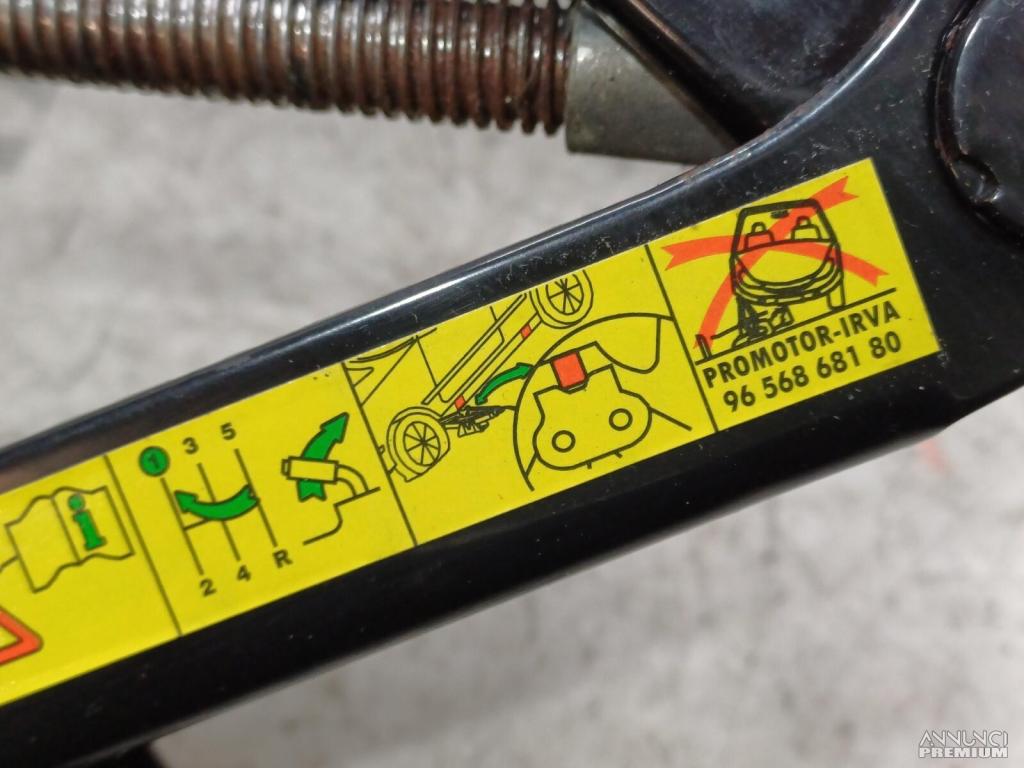 i
1 3 5
2 4 R
PROMOTOR-IRVA
96 568 681 80
ANNUNCI
PREMIUM